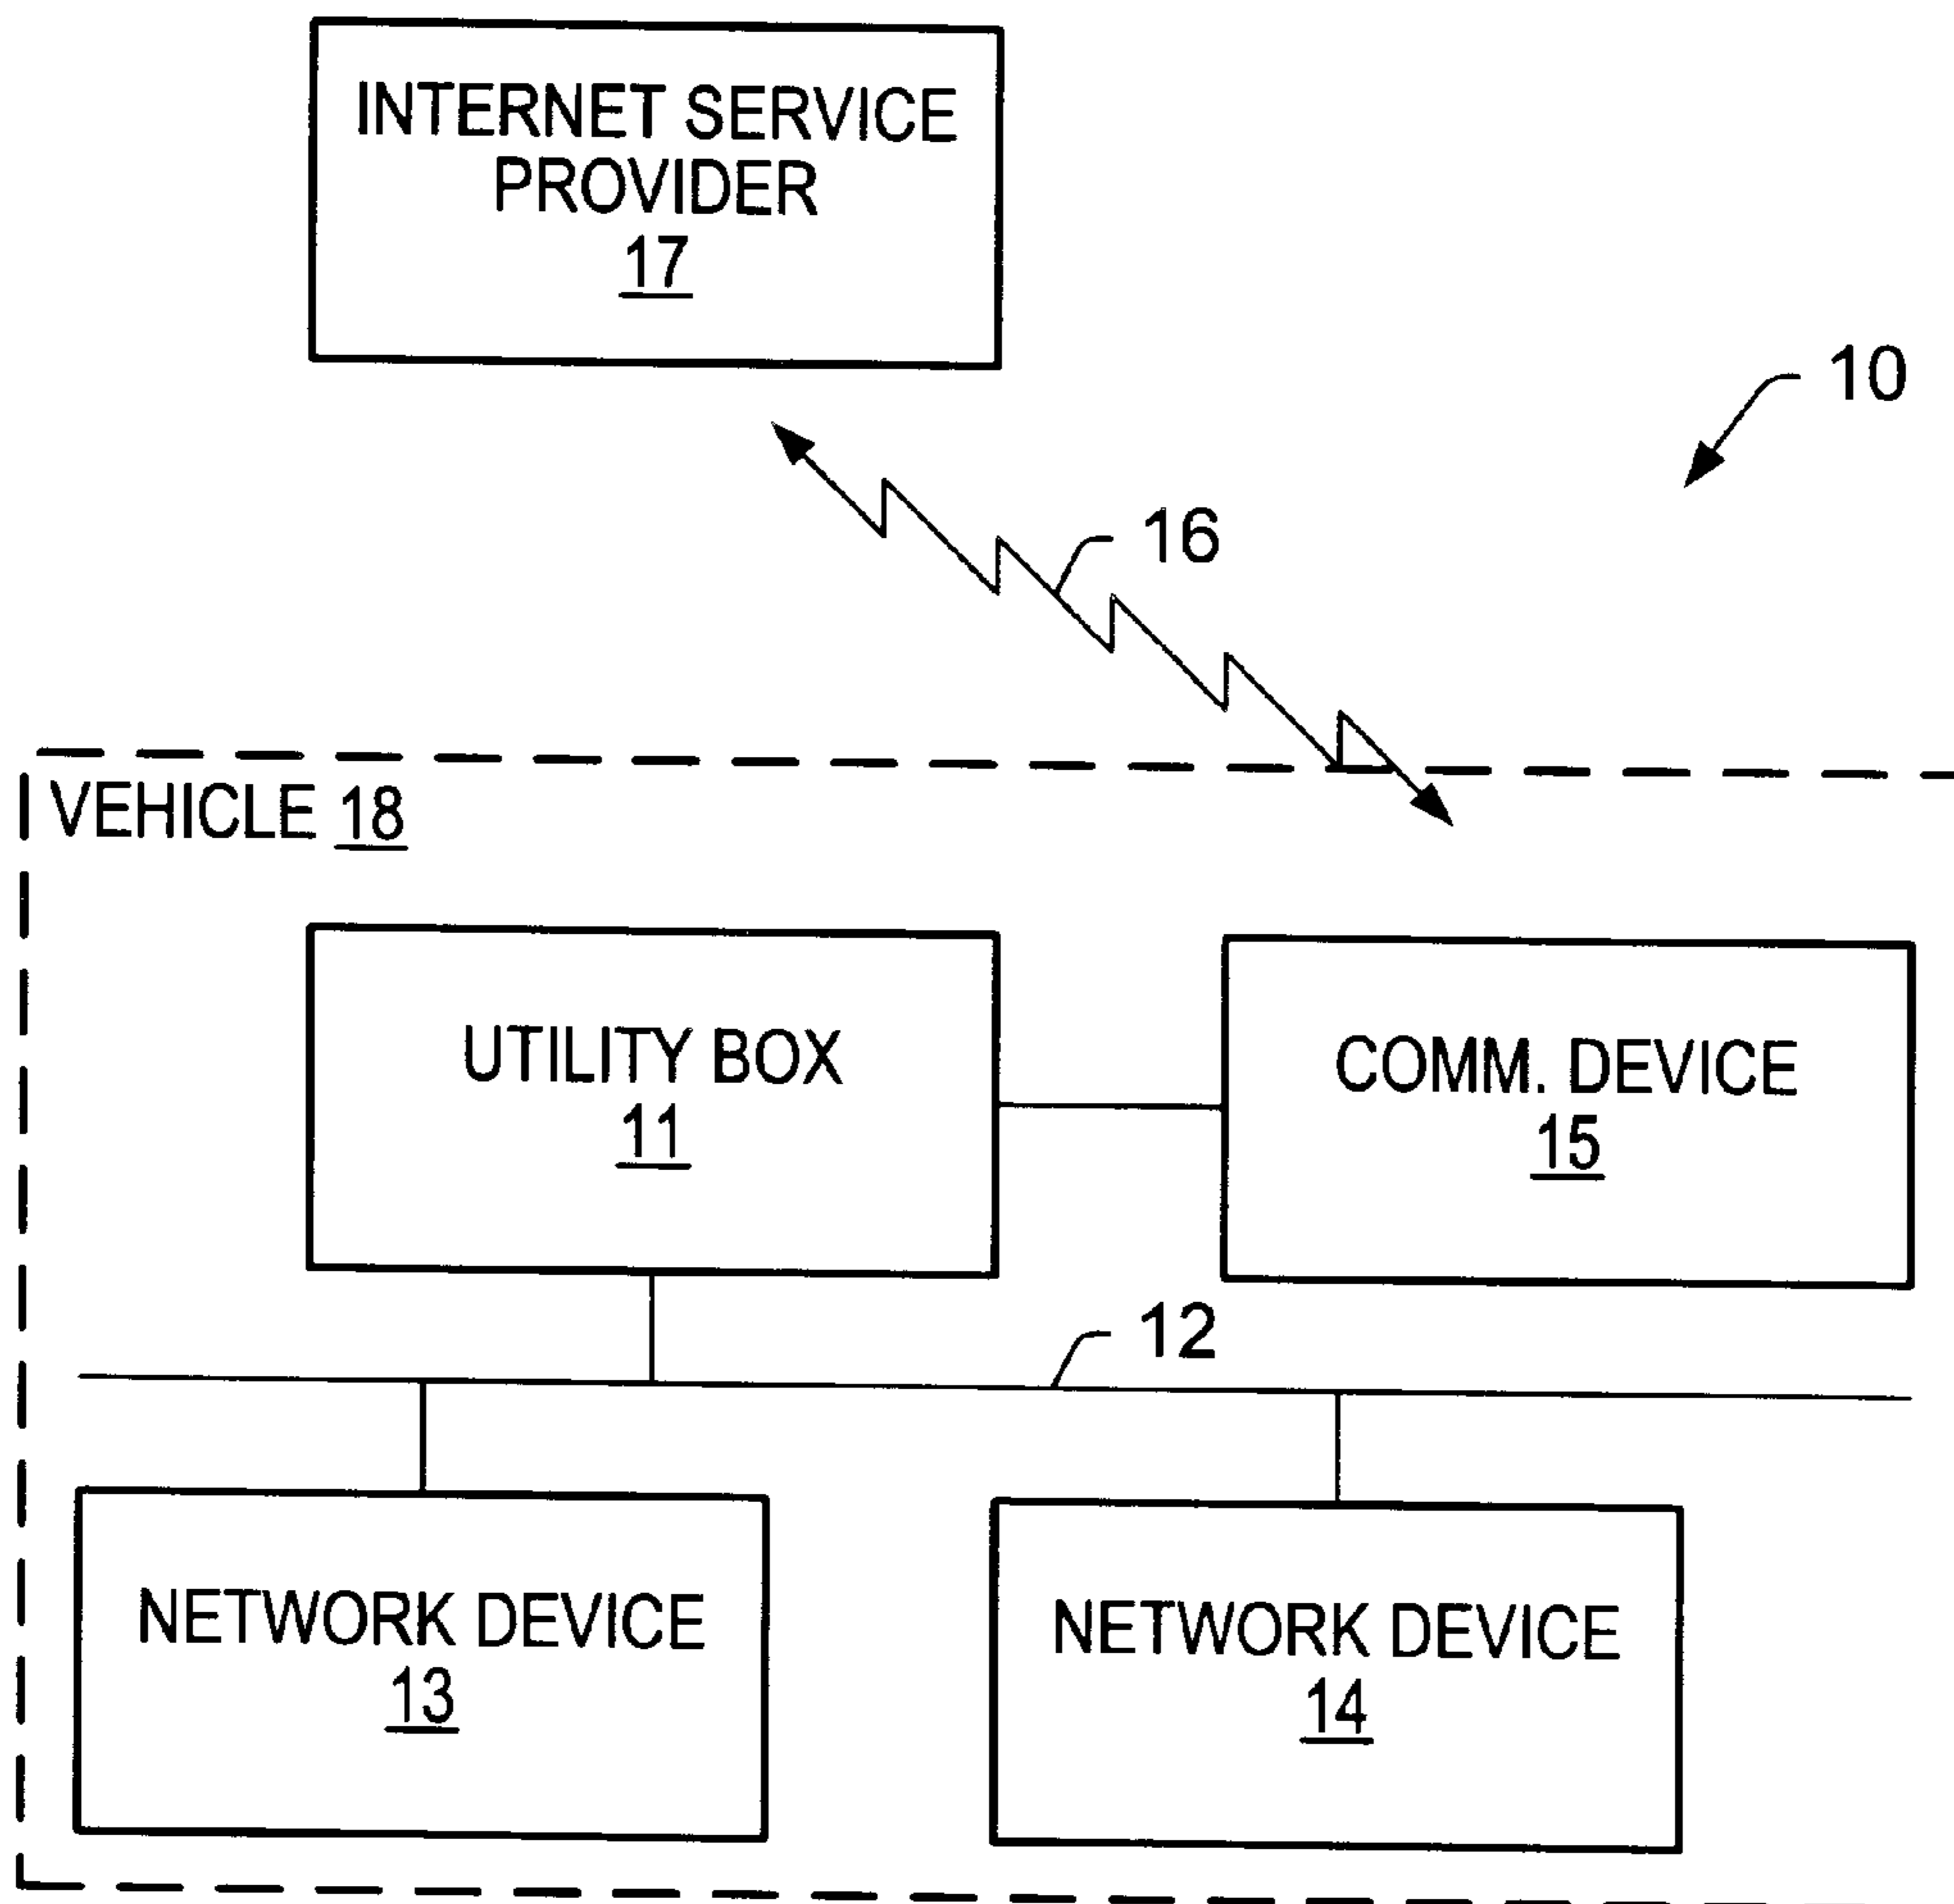 INTERNET SERVICE
PROVIDER
17
10
16
VEHICLE 18
UTILITY BOX
11
COMM. DEVICE
15
12
NETWORK DEVICE
13
NETWORK DEVICE
14